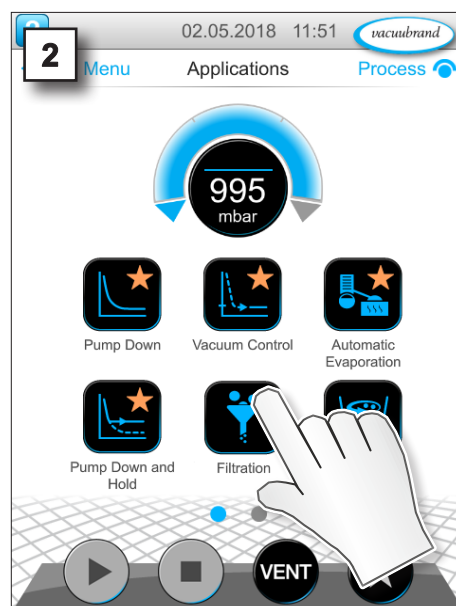 02.05.2018 11:51 vacuubrand
2
Menu Applications Process
995
mbar
Pump Down Vacuum Control Automatic
Evaporation
Pump Down and
Hold
Filtration
VENT